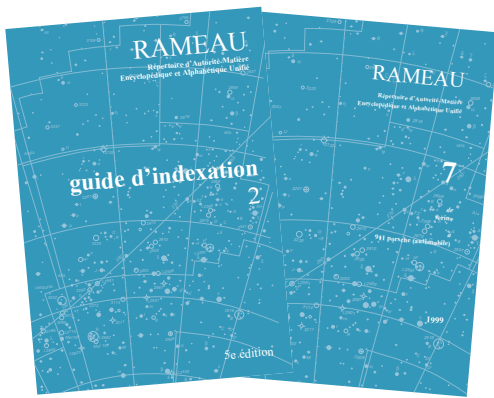 RAMEAU
Répertoire d'Autorité-Matière
Encyclopédique et Alphabétique Unifié
guide d'indexation
2
5e édition
RAMEAU
Répertoire d'Autorité-Matière
Encyclopédique et Alphabétique Unifié
7
de
à
911 porsche (automobile)
1999